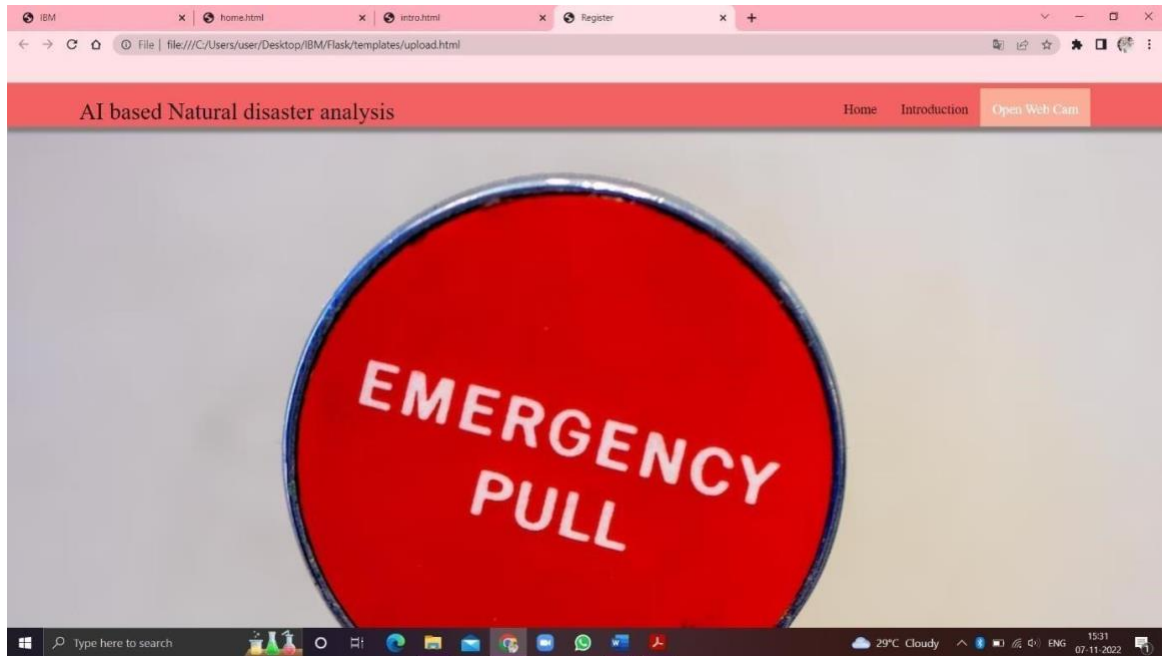 IBM
home.html
intro.html
Register
File | file:///C:/Users/user/Desktop/IBM/Flask/templates/upload.html
AI based Natural disaster analysis
Home Introduction Open Web Cam
EMERGENCY
PULL
Type here to search
29°C Cloudy
ENG
15:31
07-11-2022